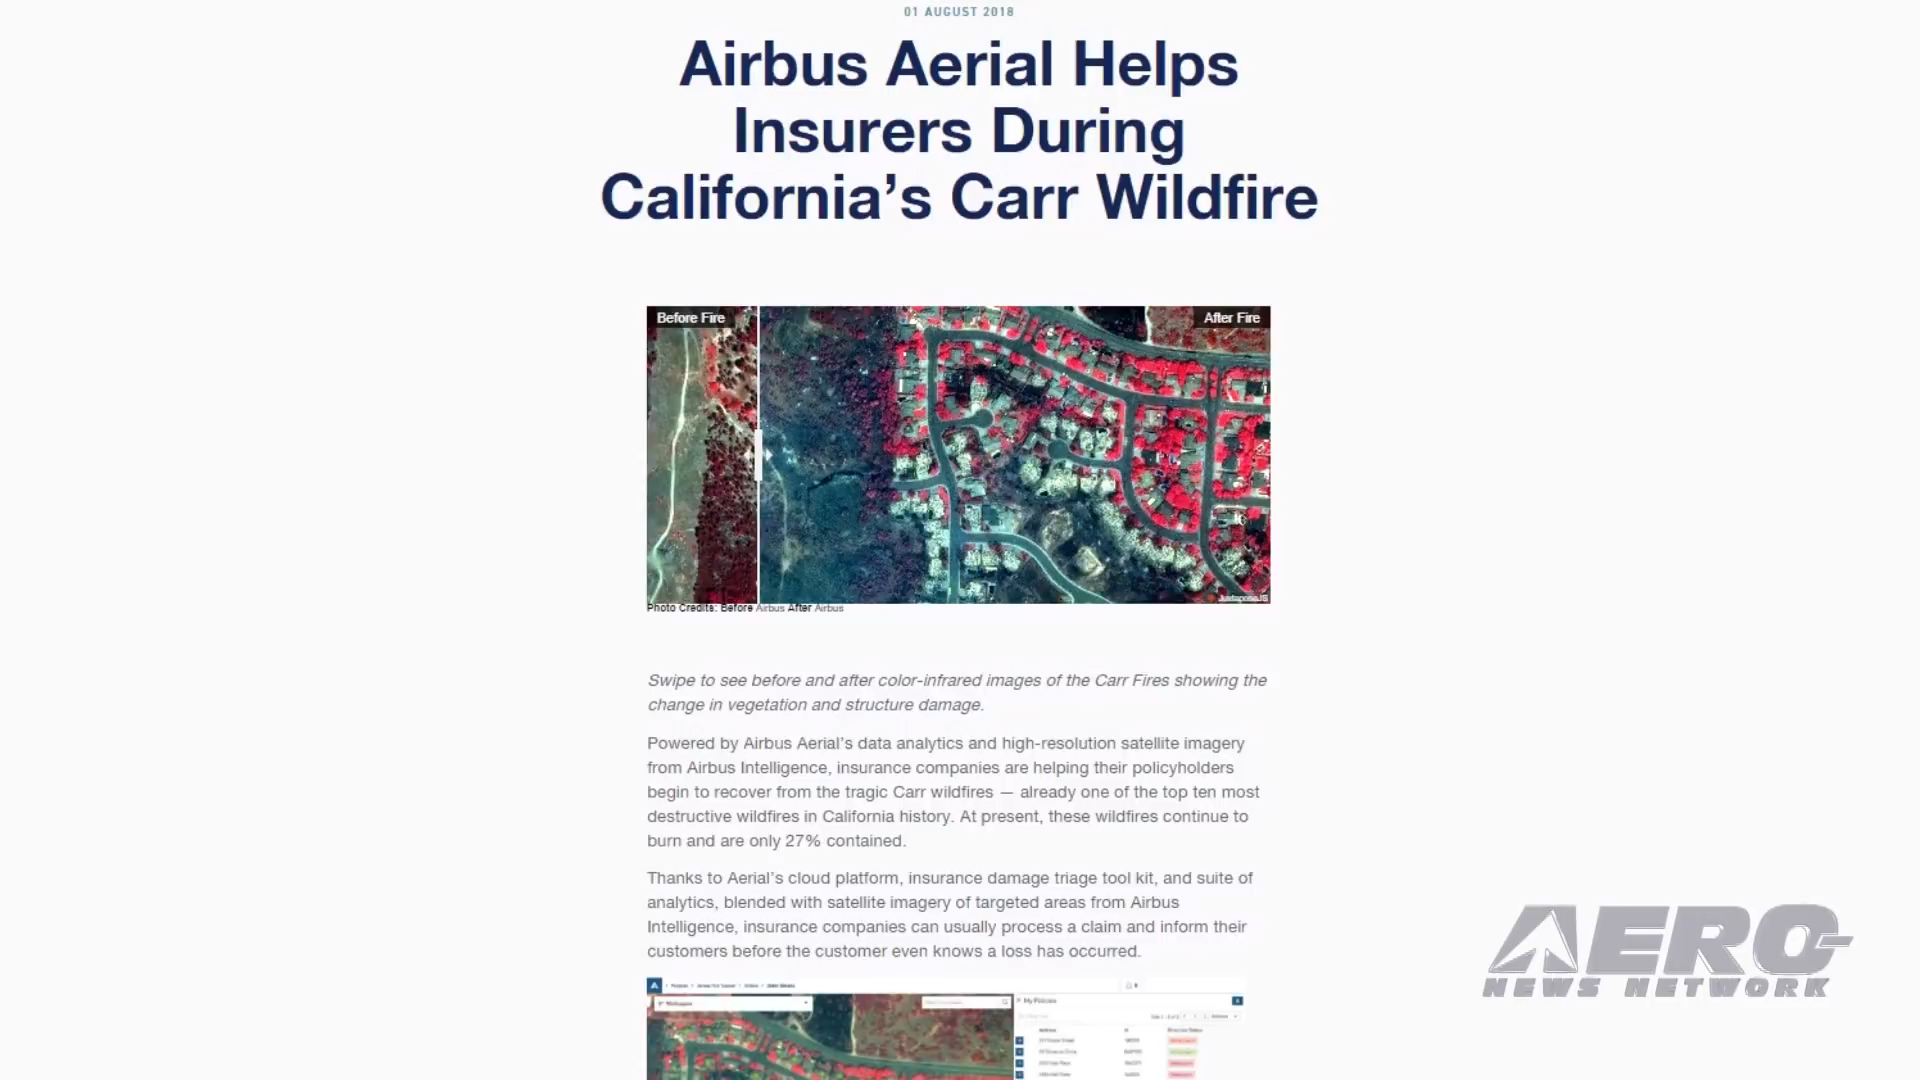 01 AUGUST 2018
Airbus Aerial Helps
Insurers During
California’s Carr Wildfire
Before Fire
After Fire
JuxtaposeJS
Photo Credits: Before Airbus After Airbus
Swipe to see before and after color-infrared images of the Carr Fires showing the
change in vegetation and structure damage.
Powered by Airbus Aerial’s data analytics and high-resolution satellite imagery
from Airbus Intelligence, insurance companies are helping their policyholders
begin to recover from the tragic Carr wildfires — already one of the top ten most
destructive wildfires in California history. At present, these wildfires continue to
burn and are only 27% contained.
Thanks to Aerial’s cloud platform, insurance damage triage tool kit, and suite of
analytics, blended with satellite imagery of targeted areas from Airbus
Intelligence, insurance companies can usually process a claim and inform their
customers before the customer even knows a loss has occurred.
My Policies
AERO-
NEWS NETWORK